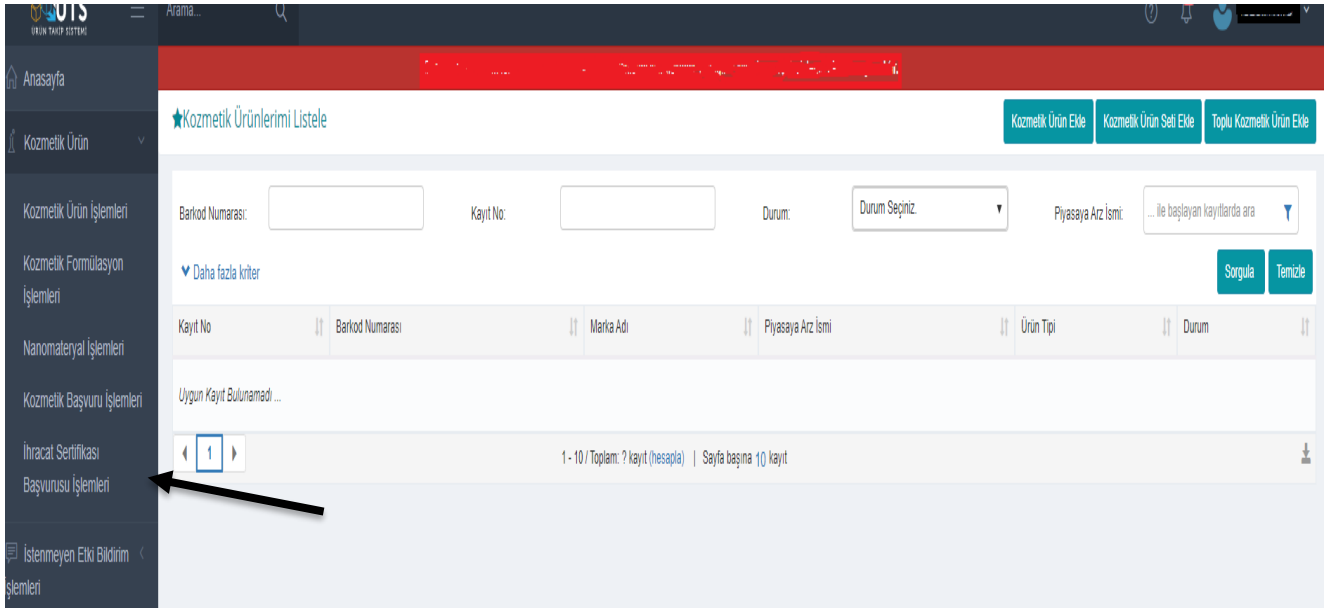 ÜTS
ÜRÜN TAKİP SİSTEMİ
Arama...
Anasayfa
Kozmetik Ürün
Kozmetik Ürün İşlemleri
Kozmetik Formülasyon
İşlemleri
Nanomateryal İşlemleri
Kozmetik Başvuru İşlemleri
İhracat Sertifikası
Başvurusu İşlemleri
İstenmeyen Etki Bildirim
İşlemleri
Kozmetik Ürünlerimi Listele
Kozmetik Ürün Ekle
Kozmetik Ürün Seti Ekle
Toplu Kozmetik Ürün Ekle
Barkod Numarası:
Kayıt No:
Durum:
Durum Seçiniz.
Piyasaya Arz İsmi:
... ile başlayan kayıtlarda ara
Daha fazla kriter
Sorgula
Temizle
Kayıt No
Barkod Numarası
Marka Adı
Piyasaya Arz İsmi
Ürün Tipi
Durum
Uygun Kayıt Bulunamadı ...
1
1 - 10 / Toplam: ? kayıt (hesapla) | Sayfa başına 10 kayıt